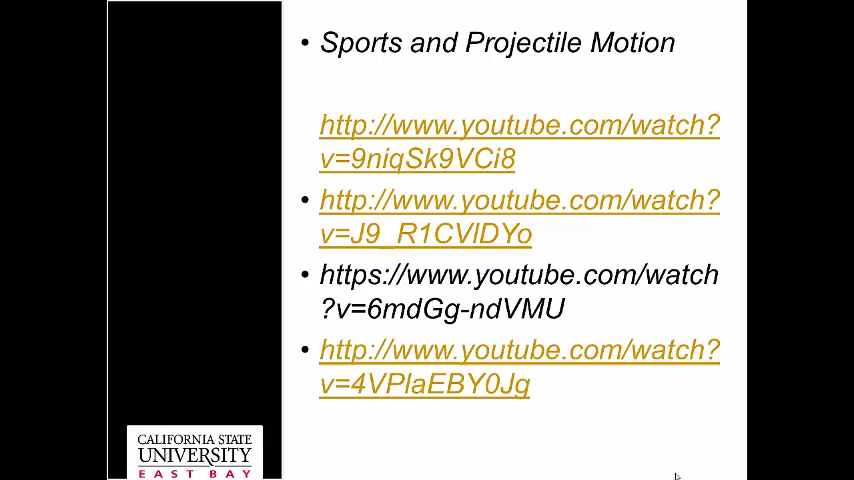 • Sports and Projectile Motion
http://www.youtube.com/watch?
v=9niqSk9VCi8
• http://www.youtube.com/watch?
v=J9_R1CVlDYo
• https://www.youtube.com/watch
?v=6mdGg-ndVMU
• http://www.youtube.com/watch?
v=4VPlaEBY0Jg
CALIFORNIA STATE
UNIVERSITY
EAST BAY